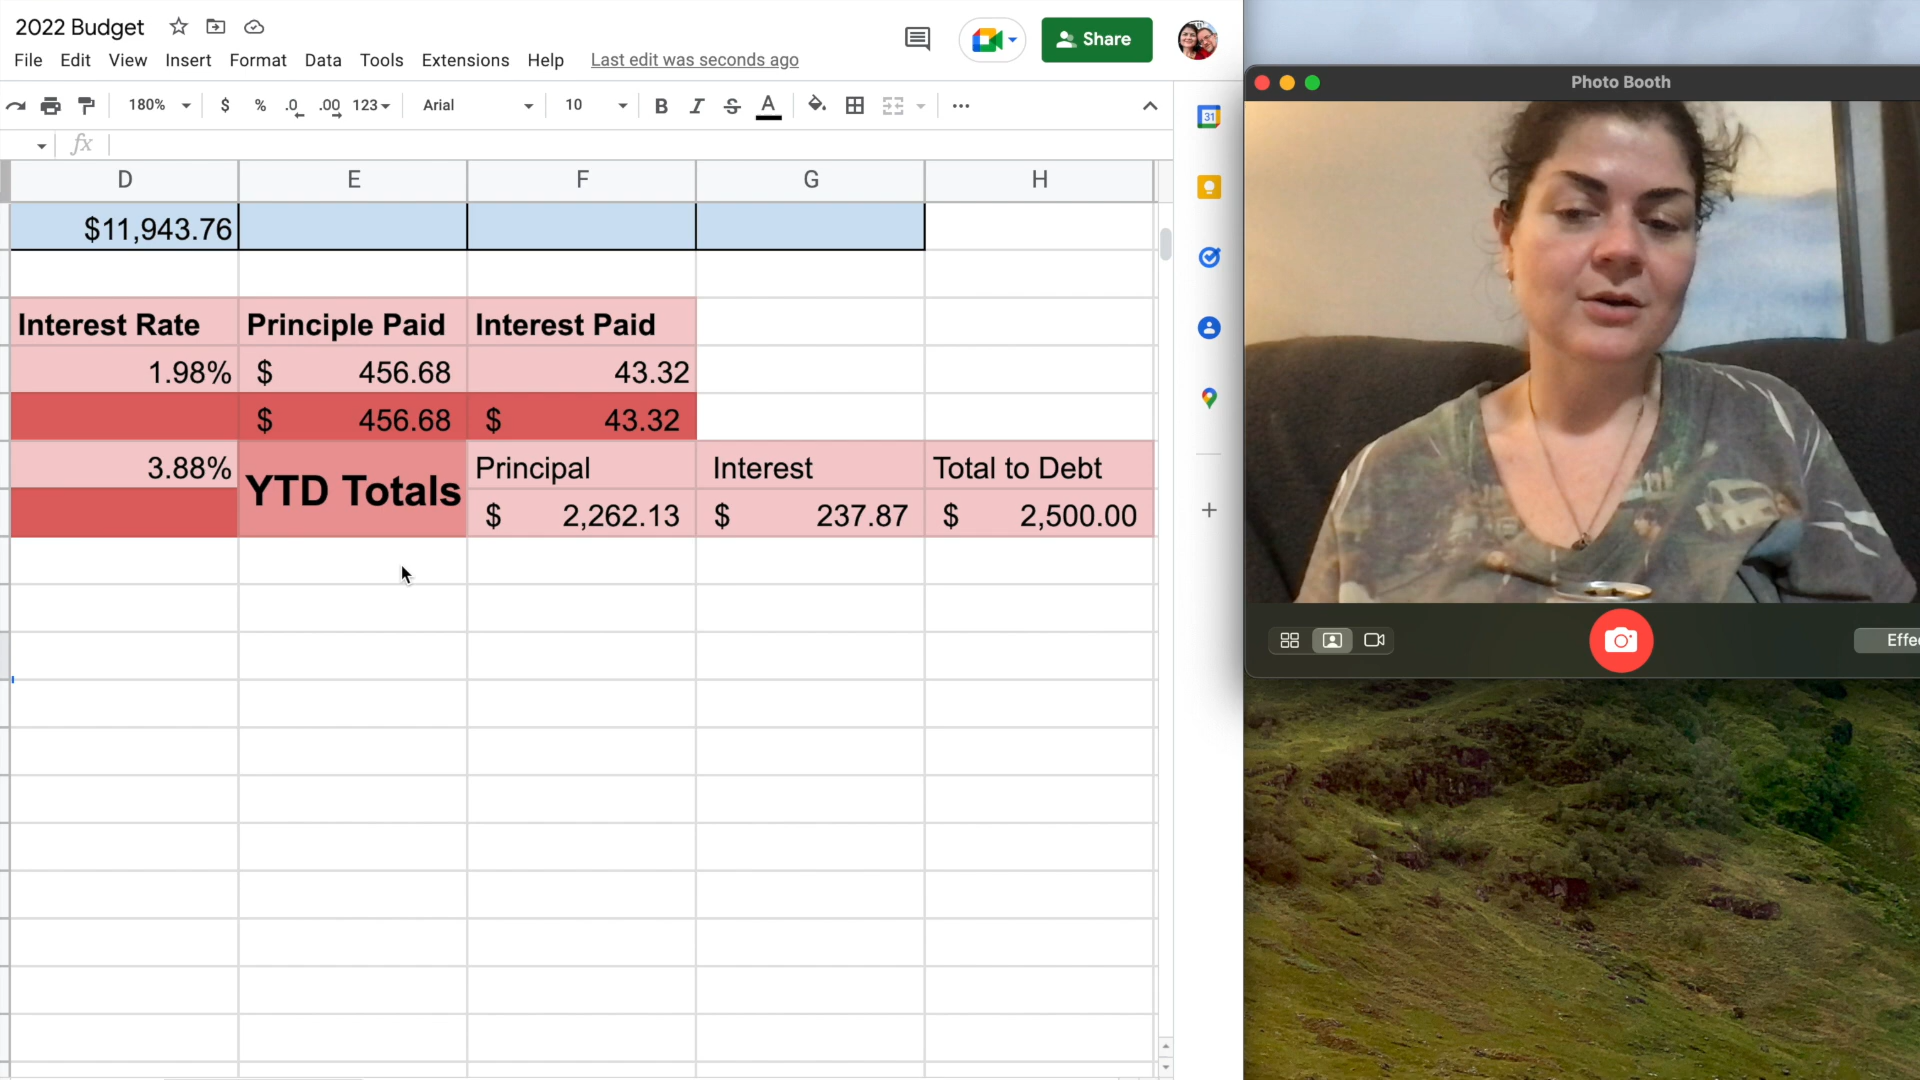 2022 Budget
Share
File Edit View Insert Format Data Tools Extensions Help Last edit was seconds ago
180% $ % .0 .00 123 Arial 10 B I S A
fx
D E F G H
$11,943.76
Interest Rate Principle Paid Interest Paid
1.98% $ 456.68 43.32
$ 456.68 $ 43.32
3.88% YTD Totals Principal Interest Total to Debt
$ 2,262.13 $ 237.87 $ 2,500.00
31
Photo Booth
Effe